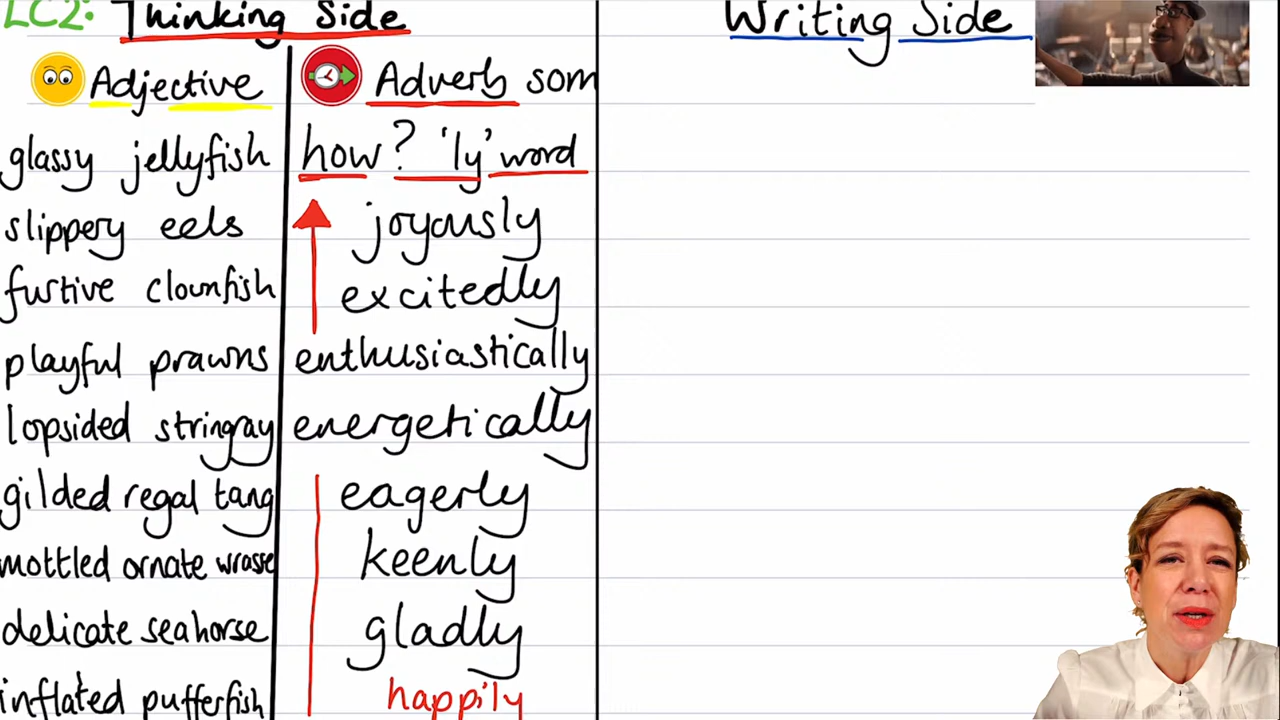 LC2: Thinking Side
Writing Side
Adjective
Adverb som
glassy jellyfish
how? 'ly' word
slippery eels
joyously
furtive clownfish
excitedly
playful prawns
enthusiastically
lopsided stringray
energetically
gilded regal tang
eagerly
mottled ornate wrasse
keenly
delicate seahorse
gladly
inflated pufferfish
happily